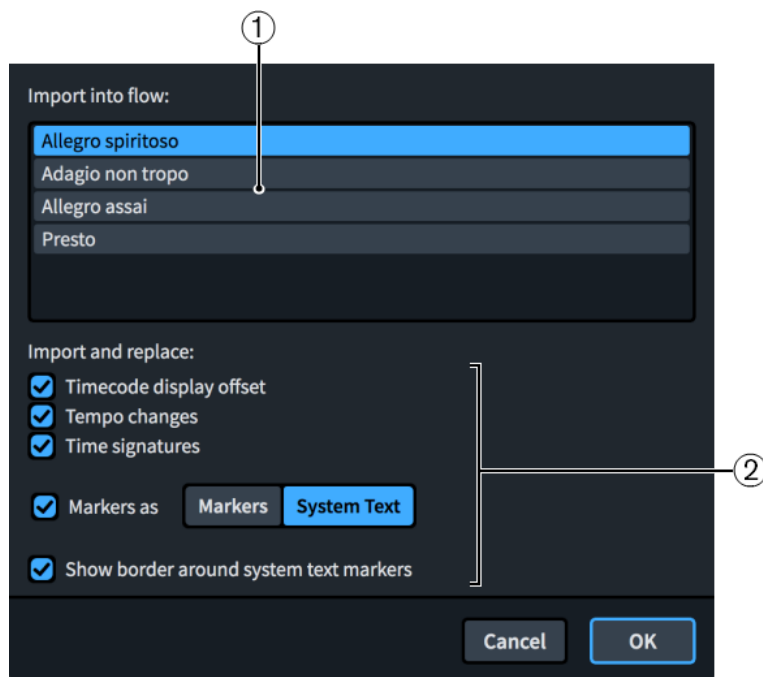 ①
Import into flow:
Allegro spiritoso
Adagio non tropo
Allegro assai
Presto
Import and replace:
Timecode display offset
Tempo changes
Time signatures
②
Markers as Markers System Text
Show border around system text markers
Cancel OK